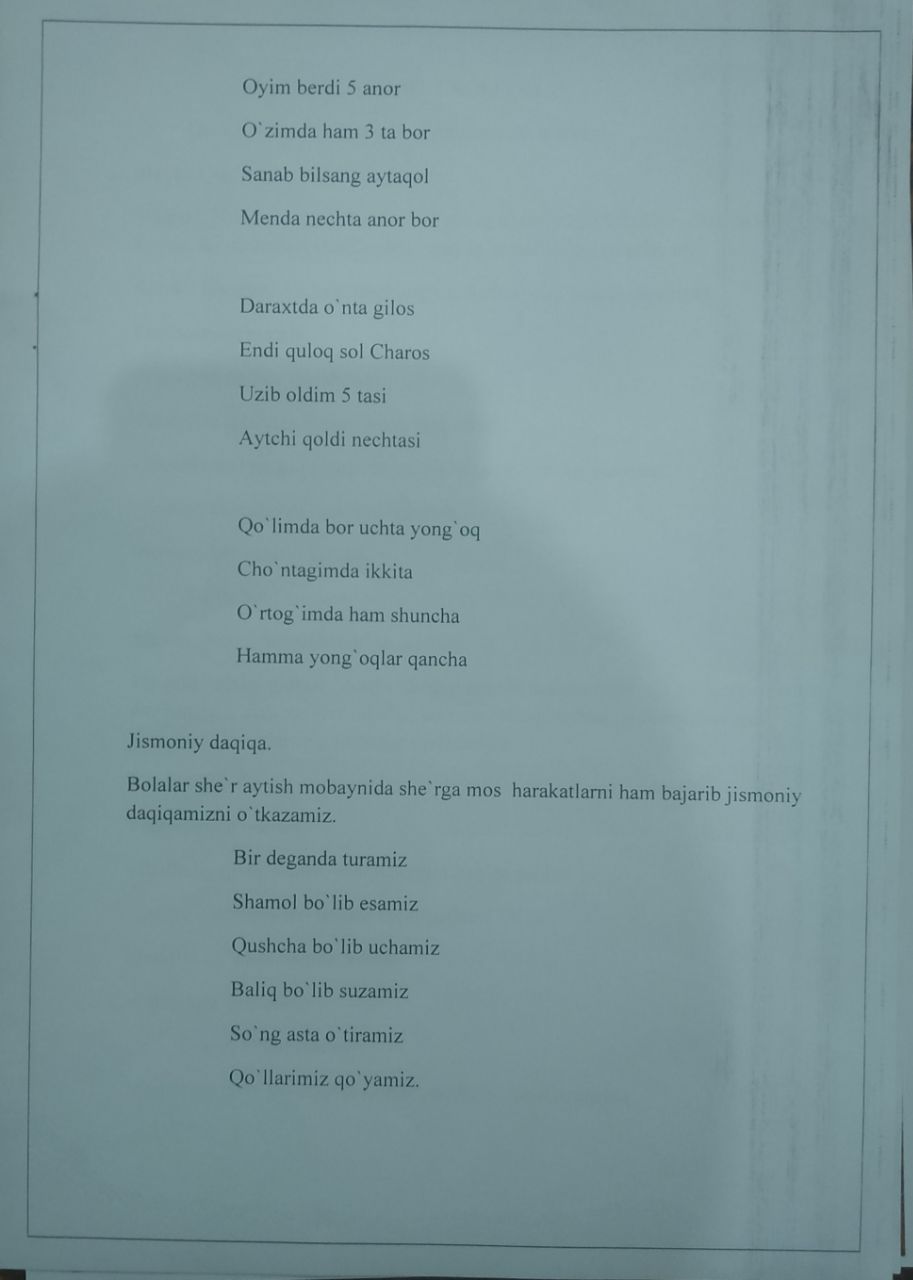 Oyim berdi 5 anor
O`zimda ham 3 ta bor
Sanab bilsang aytaqol
Menda nechta anor bor
Daraxtda o`nta gilos
Endi quloq sol Charos
Uzib oldim 5 tasi
Aytchi qoldi nechtasi
Qo`limda bor uchta yong`oq
Cho`ntagimda ikkita
O`rtog`imda ham shuncha
Hamma yong`oqlar qancha
Jismoniy daqiqa.
Bolalar she`r aytish mobaynida she`rga mos  harakatlarni ham bajarib jismoniy
daqiqamizni o`tkazamiz.
Bir deganda turamiz
Shamol bo`lib esamiz
Qushcha bo`lib uchamiz
Baliq bo`lib suzamiz
So`ng asta o`tiramiz
Qo`llarimiz qo`yamiz.